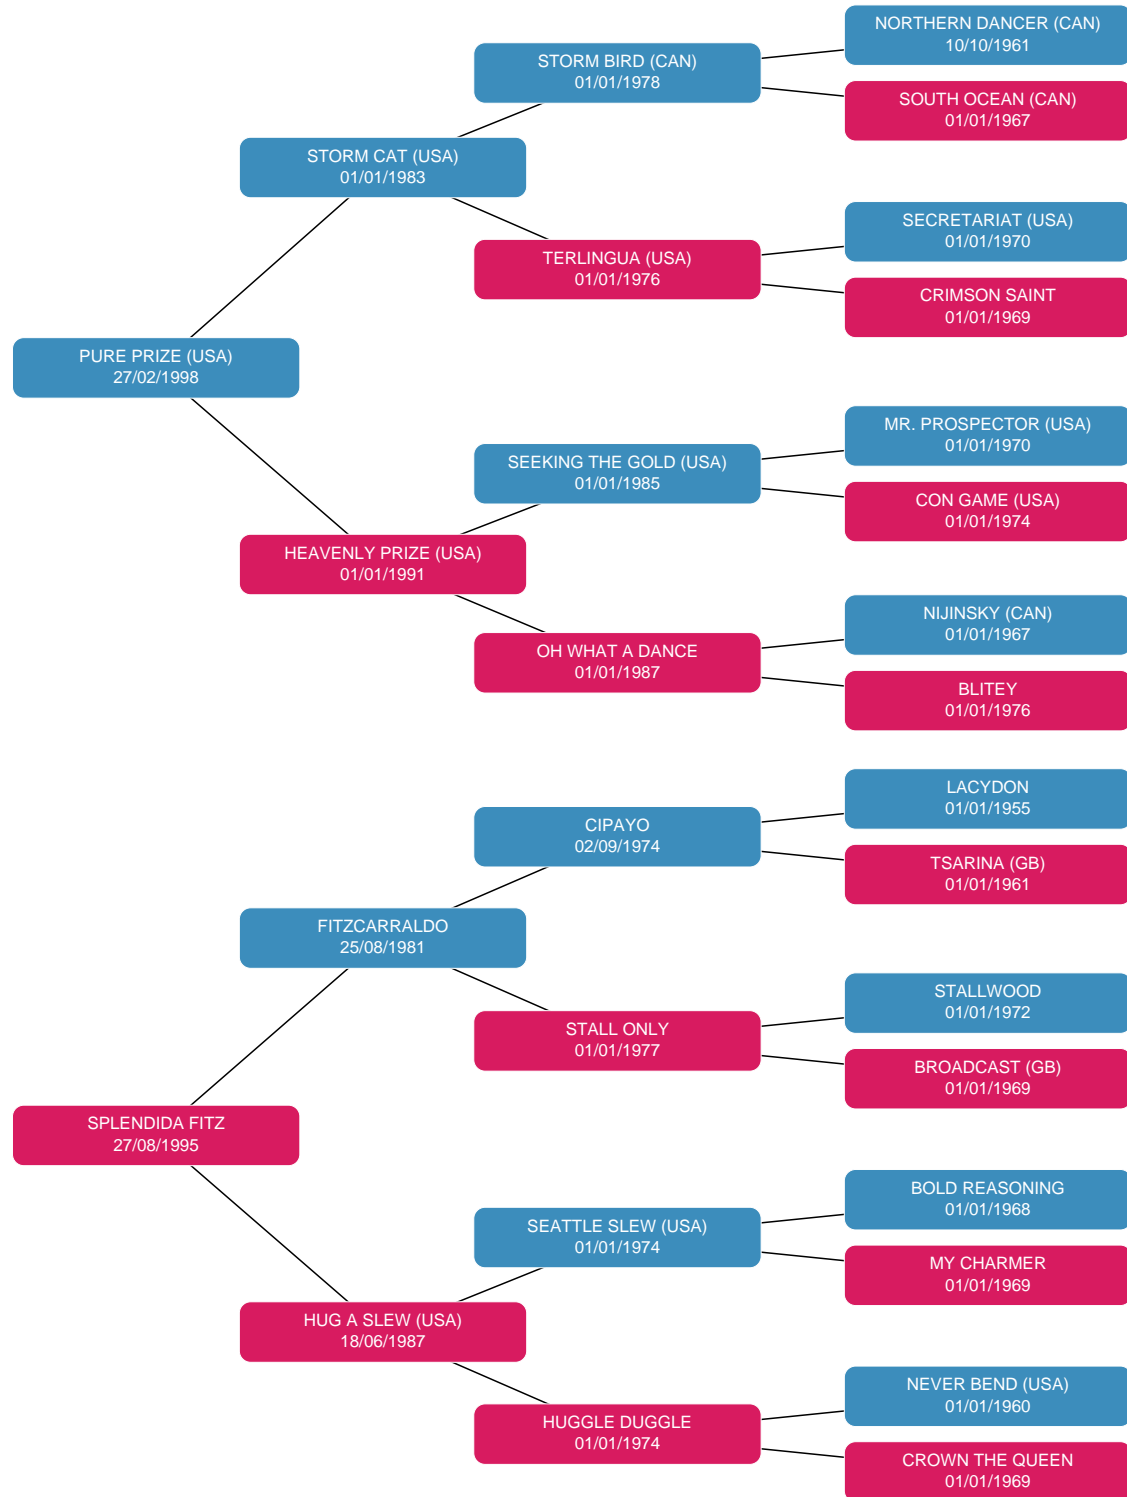 NORTHERN DANCER (CAN)
10/10/1961
STORM BIRD (CAN)
01/01/1978
SOUTH OCEAN (CAN)
01/01/1967
STORM CAT (USA)
01/01/1983
SECRETARIAT (USA)
01/01/1970
TERLINGUA (USA)
01/01/1976
CRIMSON SAINT
01/01/1969
PURE PRIZE (USA)
27/02/1998
MR. PROSPECTOR (USA)
01/01/1970
SEEKING THE GOLD (USA)
01/01/1985
CON GAME (USA)
01/01/1974
HEAVENLY PRIZE (USA)
01/01/1991
NIJINSKY (CAN)
01/01/1967
OH WHAT A DANCE
01/01/1987
BLITEY
01/01/1976
LACYDON
01/01/1955
CIPAYO
02/09/1974
TSARINA (GB)
01/01/1961
FITZCARRALDO
25/08/1981
STALLWOOD
01/01/1972
STALL ONLY
01/01/1977
BROADCAST (GB)
01/01/1969
SPLENDIDA FITZ
27/08/1995
BOLD REASONING
01/01/1968
SEATTLE SLEW (USA)
01/01/1974
MY CHARMER
01/01/1969
HUG A SLEW (USA)
18/06/1987
NEVER BEND (USA)
01/01/1960
HUGGLE DUGGLE
01/01/1974
CROWN THE QUEEN
01/01/1969